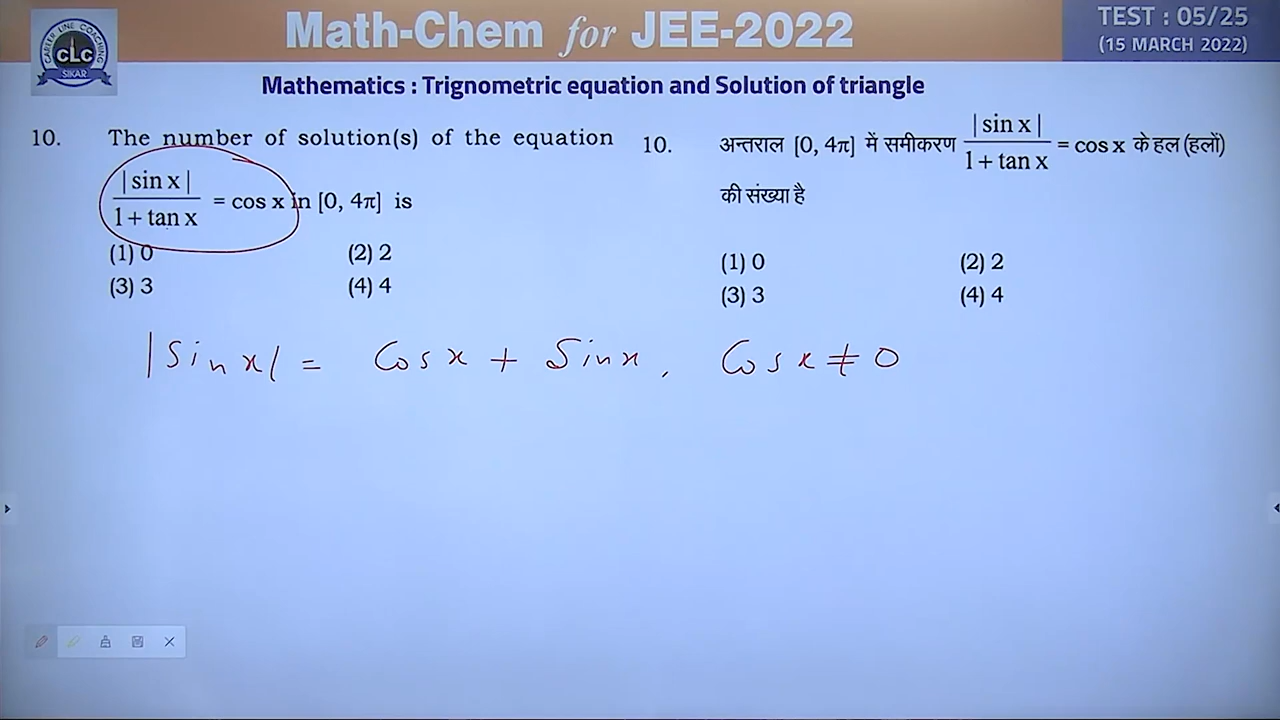 CAREER LINE COACHING
CLC
SIKAR
Math-Chem for JEE-2022
TEST : 05/25
(15 MARCH 2022)
Mathematics : Trignometric equation and Solution of triangle
10. The number of solution(s) of the equation
|sin x| / 1 + tan x = cos x in [0, 4π] is
(1) 0 (2) 2
(3) 3 (4) 4
10. अन्तराल [0, 4π] में समीकरण |sin x| / 1 + tan x = cos x के हल (हलों)
की संख्या है
(1) 0 (2) 2
(3) 3 (4) 4
|Sin x| = Cos x + Sin x, Cos x ≠ 0